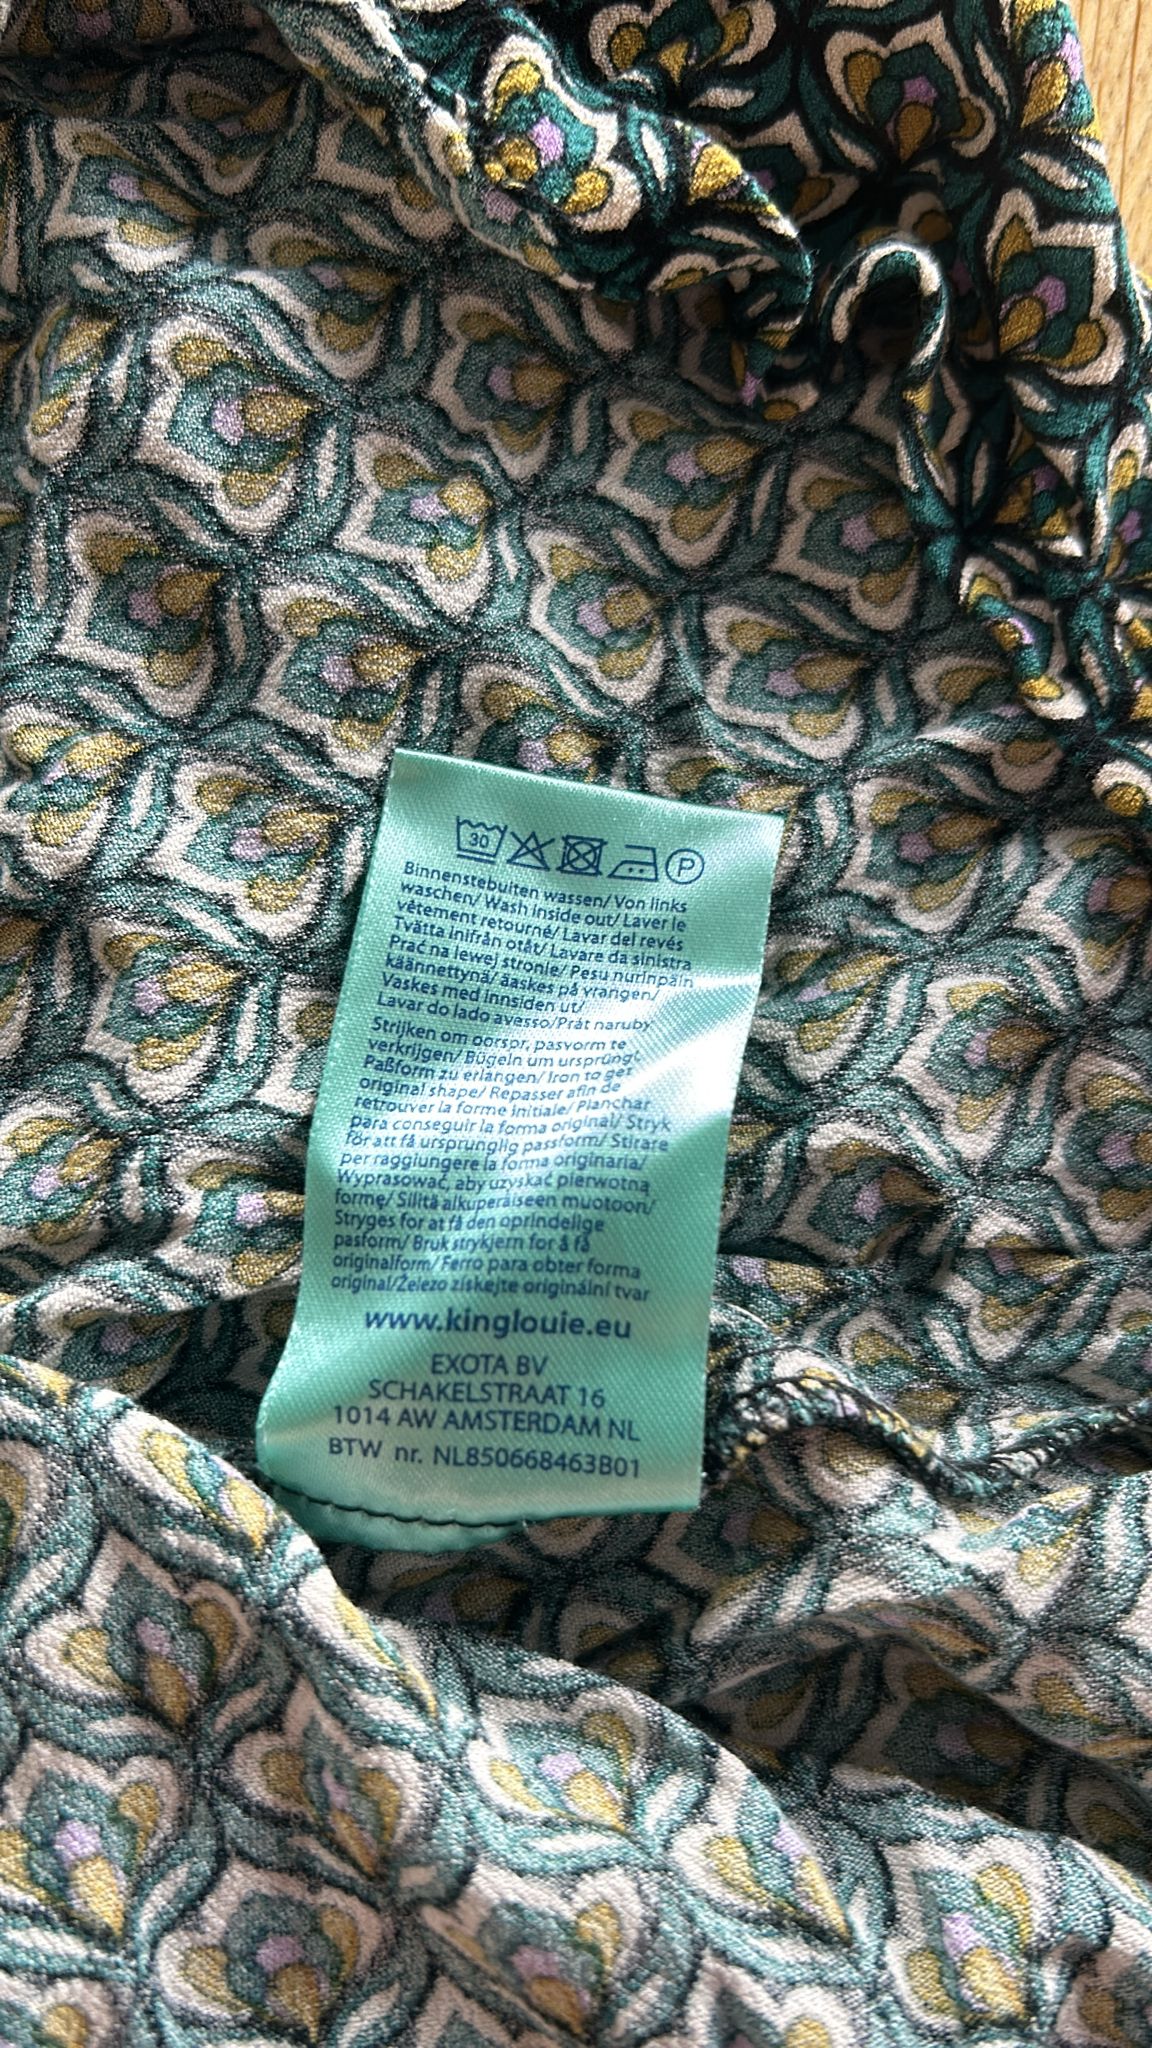 30 P
Binnenstebuiten wassen/ Von links
waschen/ Wash inside out/ Laver le
vêtement retourné/ Lavar del revés
Tvätta inifrån otåt/ Lavare da sinistra
Prać na lewej stronie/ Pesu nurinpäin
käännettynä/ äaskes på vrangen/
Vaskes med innsiden ut/
Lavar do lado avesso/Prát naruby
Strijken om oorspr, pasvorm te
verkrijgen/ Bügeln um ursprüngl.
Paßform zu erlangen/ Iron to get
original shape/ Repasser afin de
retrouver la forme initiale/ Planchar
para conseguir la forma original/ Stryk
för att få ursprunglig passform/ Stirare
per raggiungere la forma originaria/
Wyprasować, aby uzyskać pierwotną
formę/ Silitä alkuperäiseen muotoon/
Stryges for at få den oprindelige
pasform/ Bruk strykjern for å få
originalform/ Ferro para obter forma
original/Železo získejte originální tvar
www.kinglouie.eu
EXOTA BV
SCHAKELSTRAAT 16
1014 AW AMSTERDAM NL
BTW nr. NL850668463B01